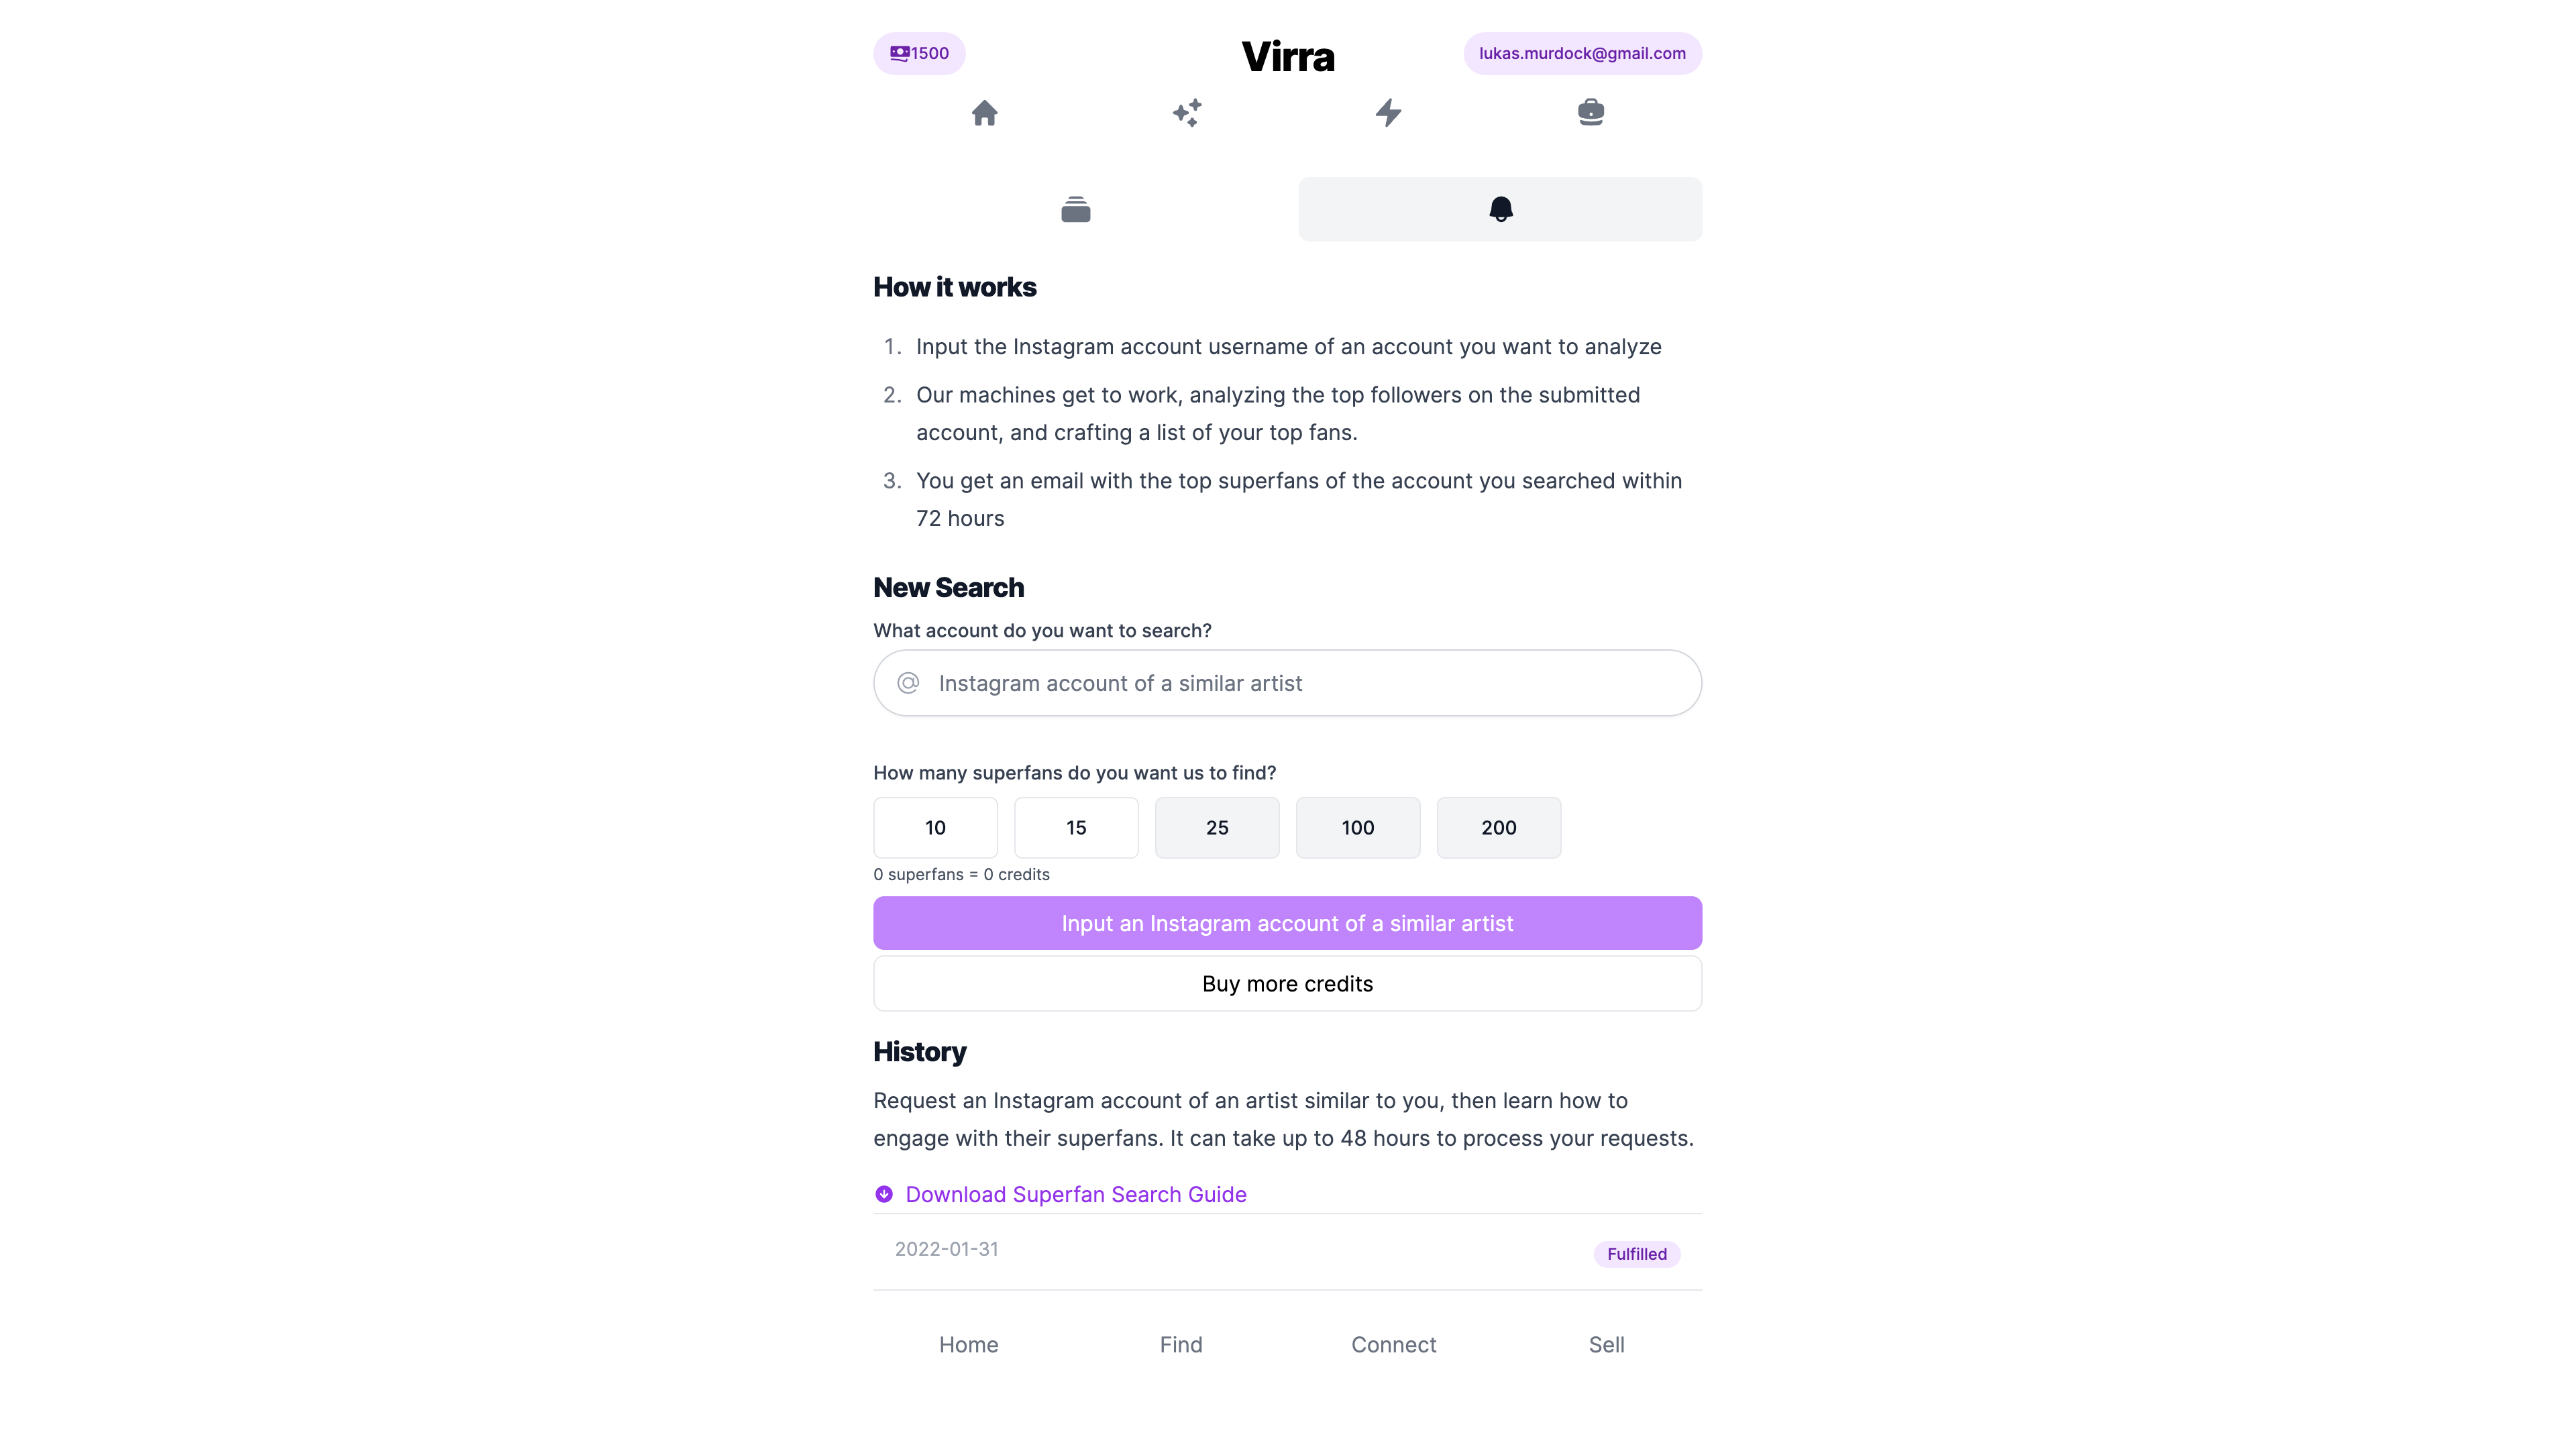 1500
Virra
lukas.murdock@gmail.com
How it works
1. Input the Instagram account username of an account you want to analyze
2. Our machines get to work, analyzing the top followers on the submitted
account, and crafting a list of your top fans.
3. You get an email with the top superfans of the account you searched within
72 hours
New Search
What account do you want to search?
@ Instagram account of a similar artist
How many superfans do you want us to find?
10 15 25 100 200
0 superfans = 0 credits
Input an Instagram account of a similar artist
Buy more credits
History
Request an Instagram account of an artist similar to you, then learn how to
engage with their superfans. It can take up to 48 hours to process your requests.
Download Superfan Search Guide
2022-01-31 Fulfilled
Home Find Connect Sell